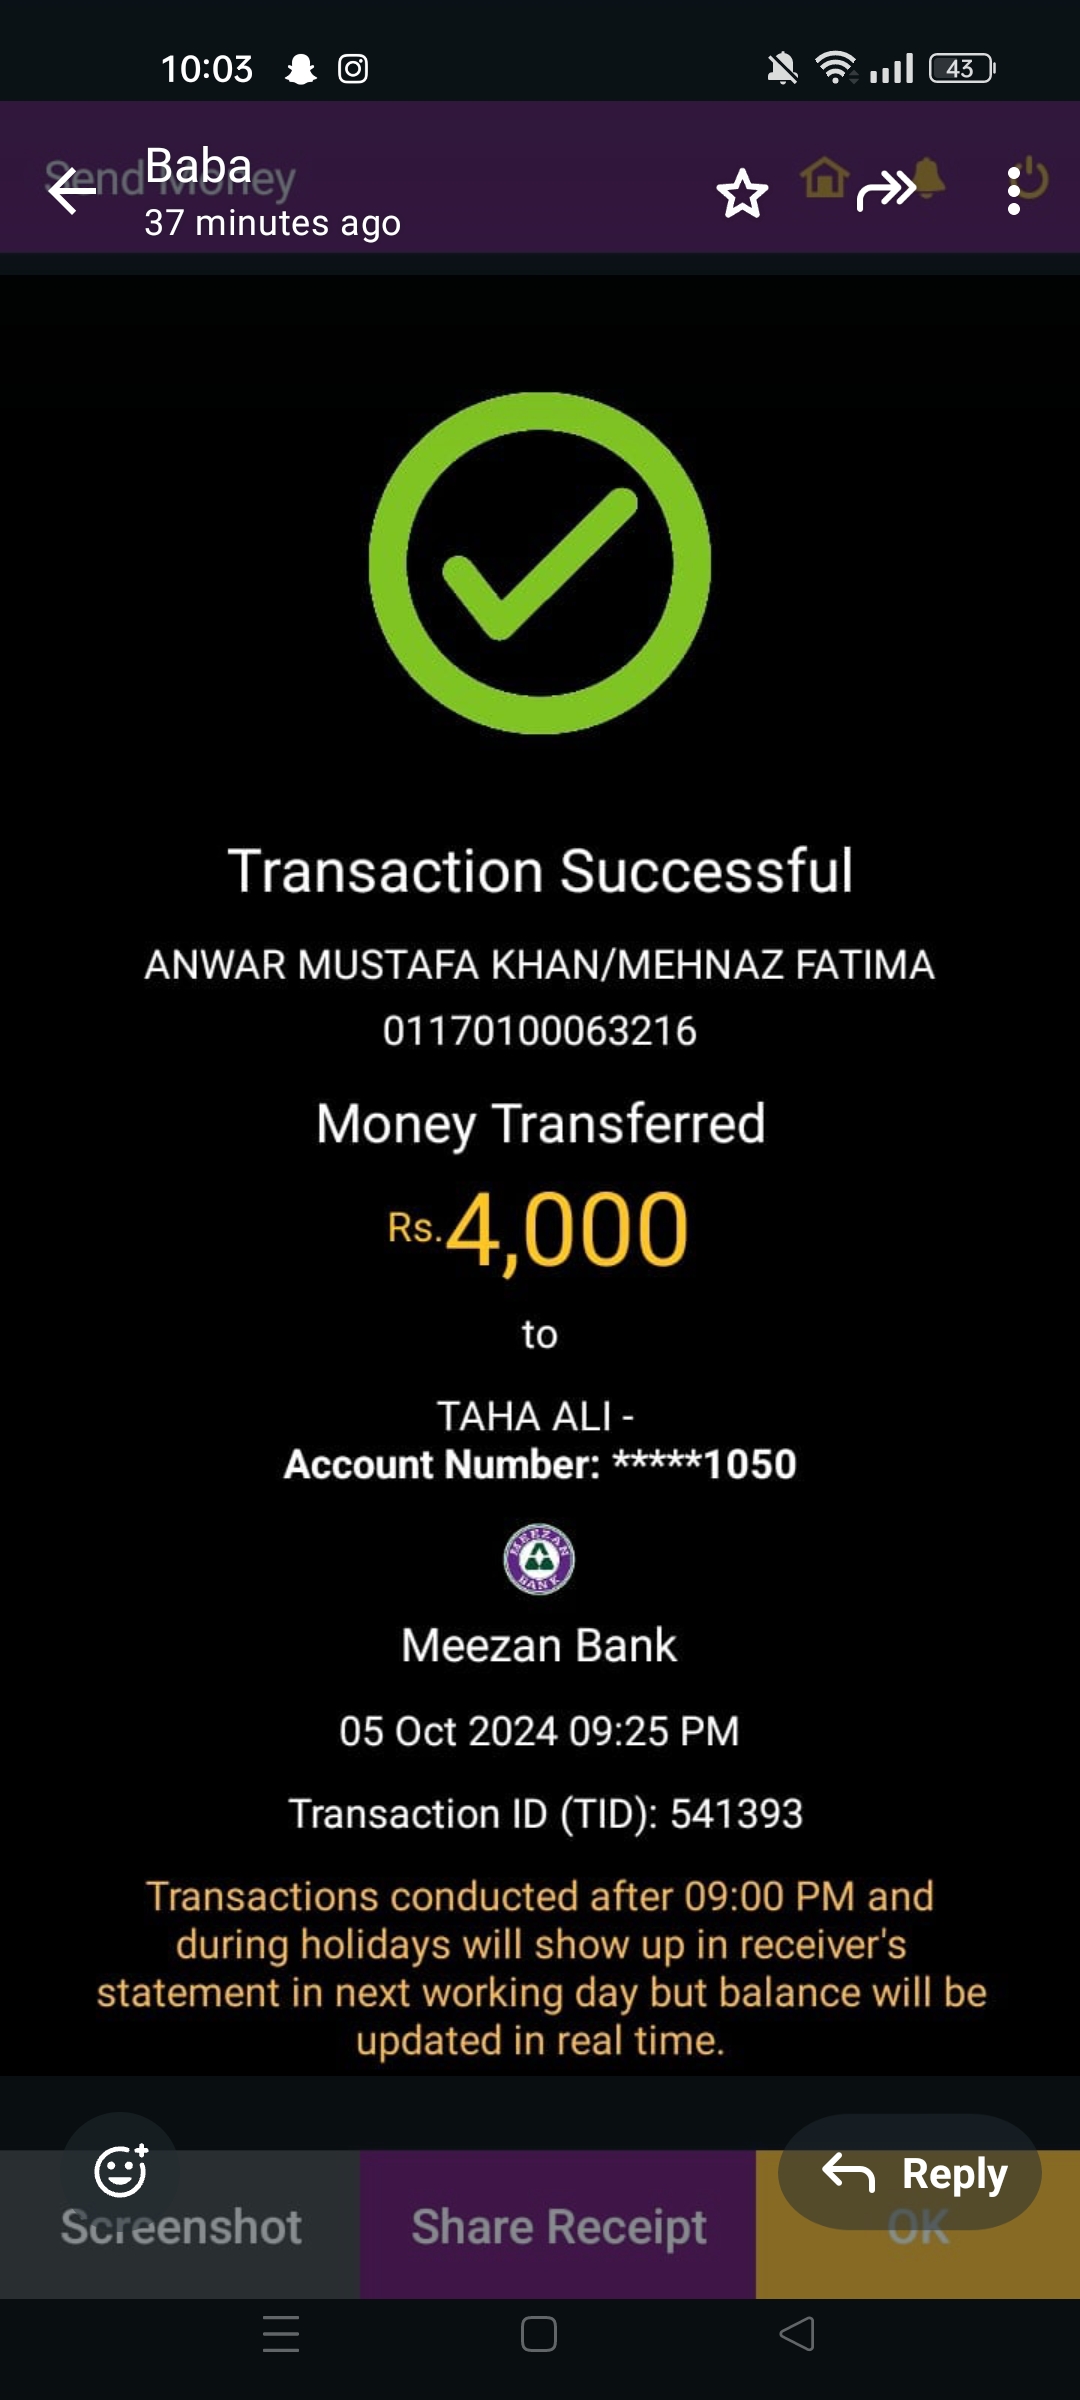 10:03
43
Send Money
Baba
37 minutes ago
Transaction Successful
ANWAR MUSTAFA KHAN/MEHNAZ FATIMA
01170100063216
Money Transferred
Rs.4,000
to
TAHA ALI -
Account Number: *****1050
MEEZAN
BANK
Meezan Bank
05 Oct 2024 09:25 PM
Transaction ID (TID): 541393
Transactions conducted after 09:00 PM and
during holidays will show up in receiver's
statement in next working day but balance will be
updated in real time.
Reply
Screenshot
Share Receipt
OK